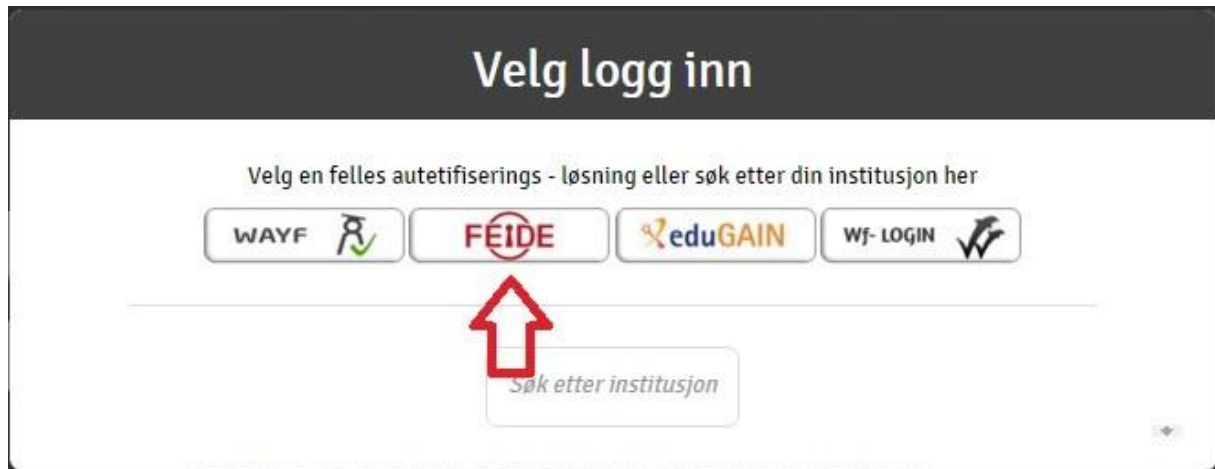 Velg logg inn
Velg en felles autetifiserings - løsning eller søk etter din institusjon her
WAYF FEIDE eduGAIN Wf- LOGIN
Søk etter institusjon